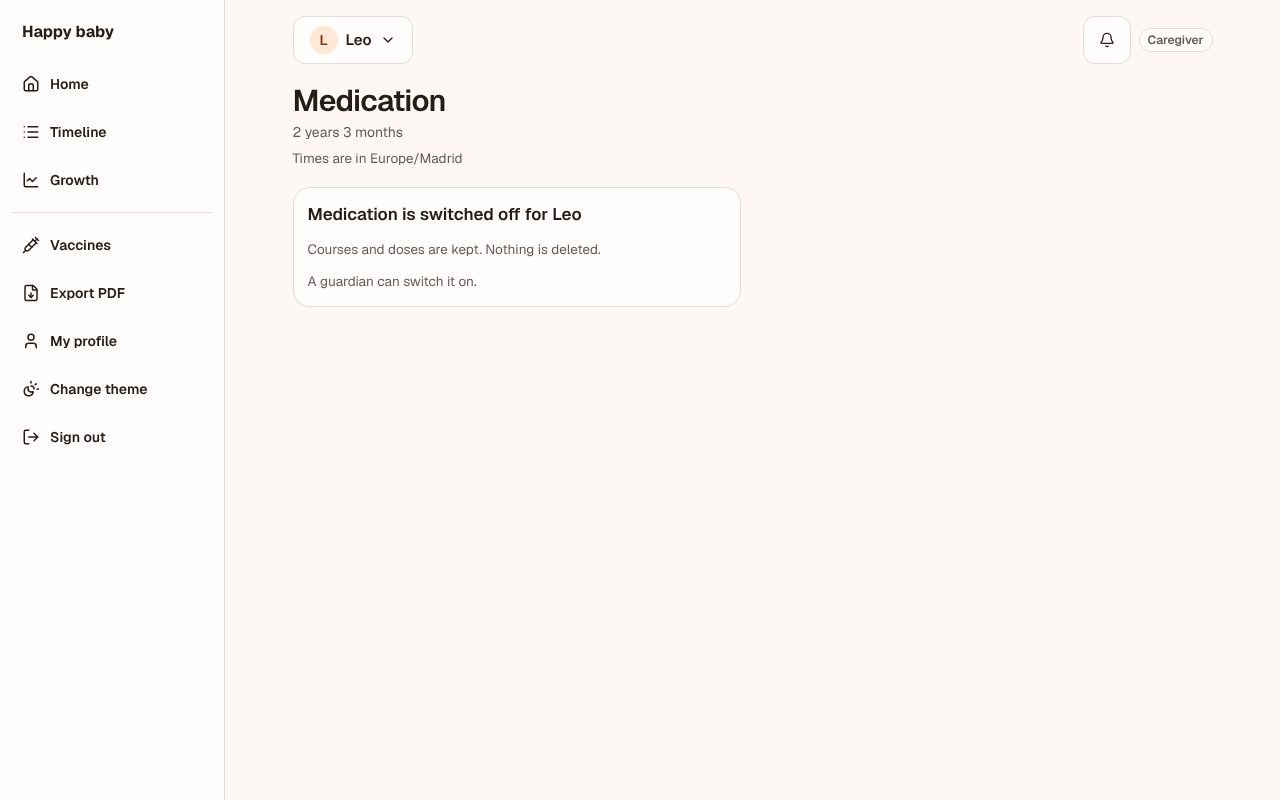 Happy baby
Home
Timeline
Growth
Vaccines
Export PDF
My profile
Change theme
Sign out
L
Leo
Caregiver
Medication
2 years 3 months
Times are in Europe/Madrid
Medication is switched off for Leo
Courses and doses are kept. Nothing is deleted.
A guardian can switch it on.